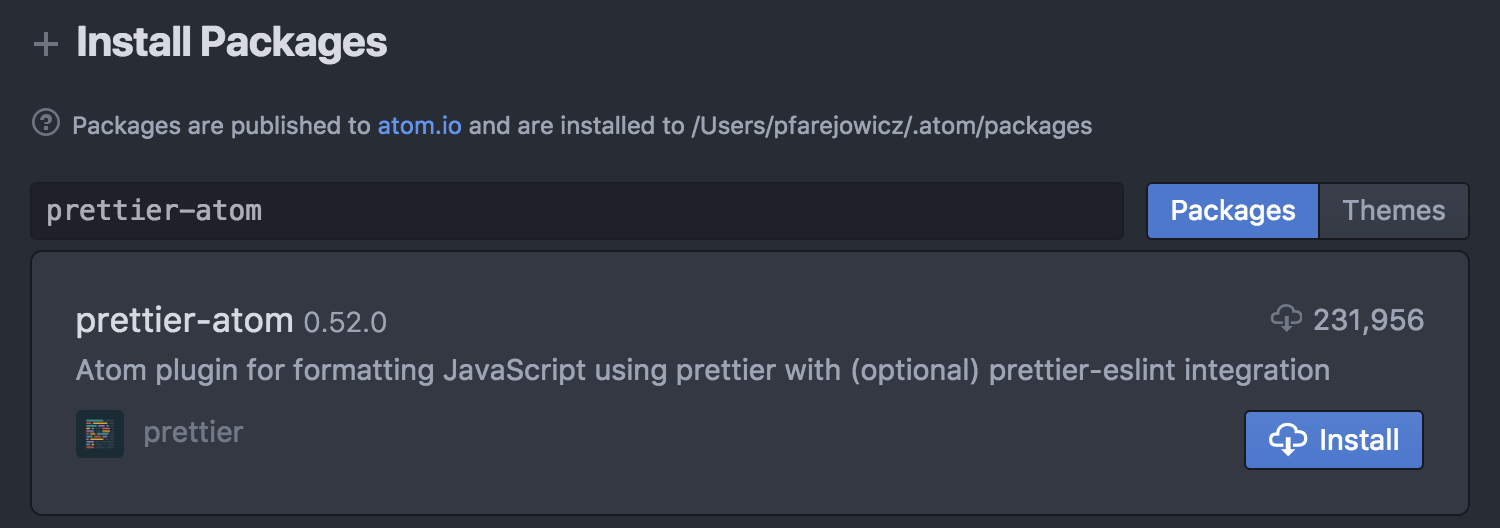 Install Packages
Packages are published to atom.io and are installed to /Users/pfarejowicz/.atom/packages
prettier-atom
Packages
Themes
prettier-atom 0.52.0
231,956
Atom plugin for formatting JavaScript using prettier with (optional) prettier-eslint integration
prettier
Install